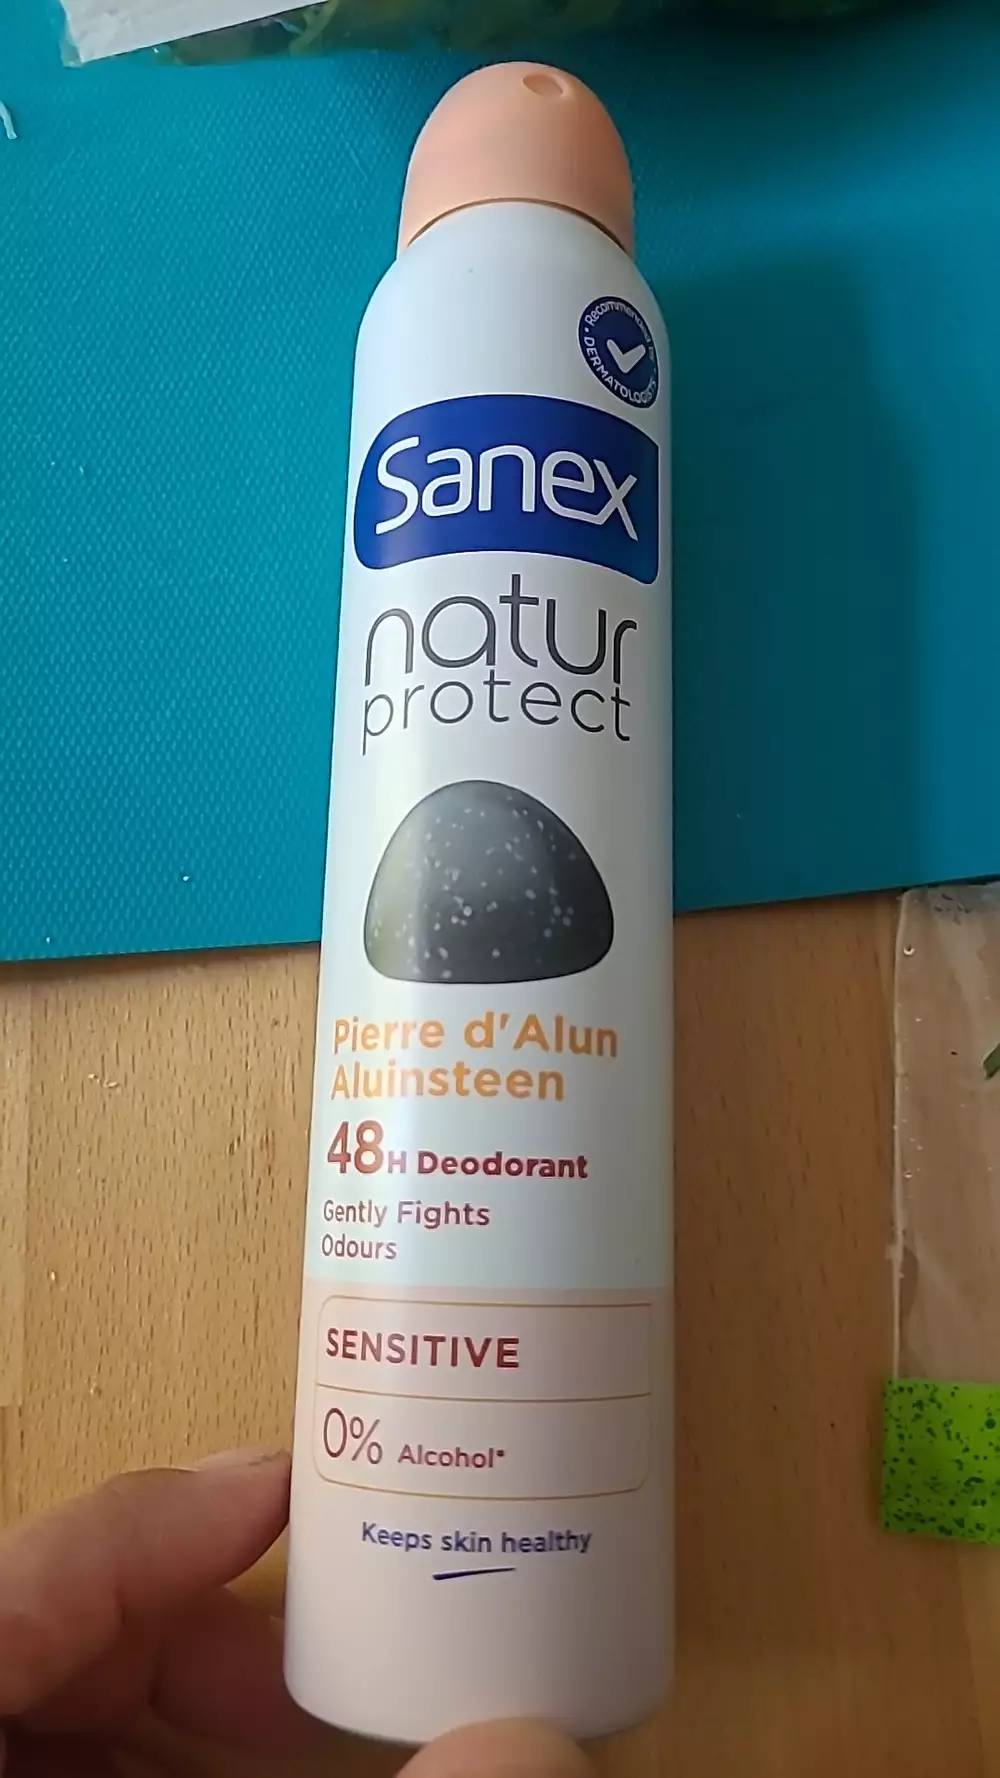 Recommended by
DERMATOLOGISTS
Sanex
natur
protect
Pierre d'Alun
Aluinsteen
48H Deodorant
Gently Fights
Odours
SENSITIVE
0% Alcohol*
Keeps skin healthy